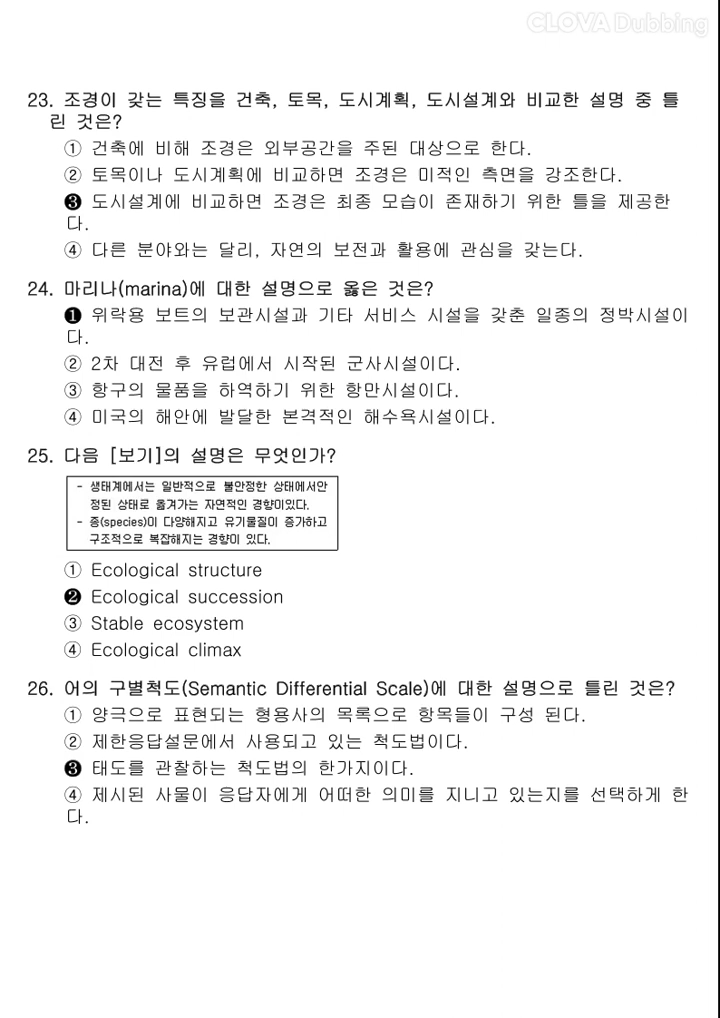 CLOVA Dubbing
23. 조경이 갖는 특징을 건축, 토목, 도시계획, 도시설계와 비교한 설명 중 틀
린 것은?
① 건축에 비해 조경은 외부공간을 주된 대상으로 한다.
② 토목이나 도시계획에 비교하면 조경은 미적인 측면을 강조한다.
❸ 도시설계에 비교하면 조경은 최종 모습이 존재하기 위한 틀을 제공한
다.
④ 다른 분야와는 달리, 자연의 보전과 활용에 관심을 갖는다.
24. 마리나(marina)에 대한 설명으로 옳은 것은?
❶ 위락용 보트의 보관시설과 기타 서비스 시설을 갖춘 일종의 정박시설이
다.
② 2차 대전 후 유럽에서 시작된 군사시설이다.
③ 항구의 물품을 하역하기 위한 항만시설이다.
④ 미국의 해안에 발달한 본격적인 해수욕시설이다.
25. 다음 [보기]의 설명은 무엇인가?
- 생태계에서는 일반적으로 불안정한 상태에서안
정된 상태로 옮겨가는 자연적인 경향이있다.
- 종(species)이 다양해지고 유기물질이 증가하고
구조적으로 복잡해지는 경향이 있다.
① Ecological structure
❷ Ecological succession
③ Stable ecosystem
④ Ecological climax
26. 어의 구별척도(Semantic Differential Scale)에 대한 설명으로 틀린 것은?
① 양극으로 표현되는 형용사의 목록으로 항목들이 구성 된다.
② 제한응답설문에서 사용되고 있는 척도법이다.
❸ 태도를 관찰하는 척도법의 한가지이다.
④ 제시된 사물이 응답자에게 어떠한 의미를 지니고 있는지를 선택하게 한
다.